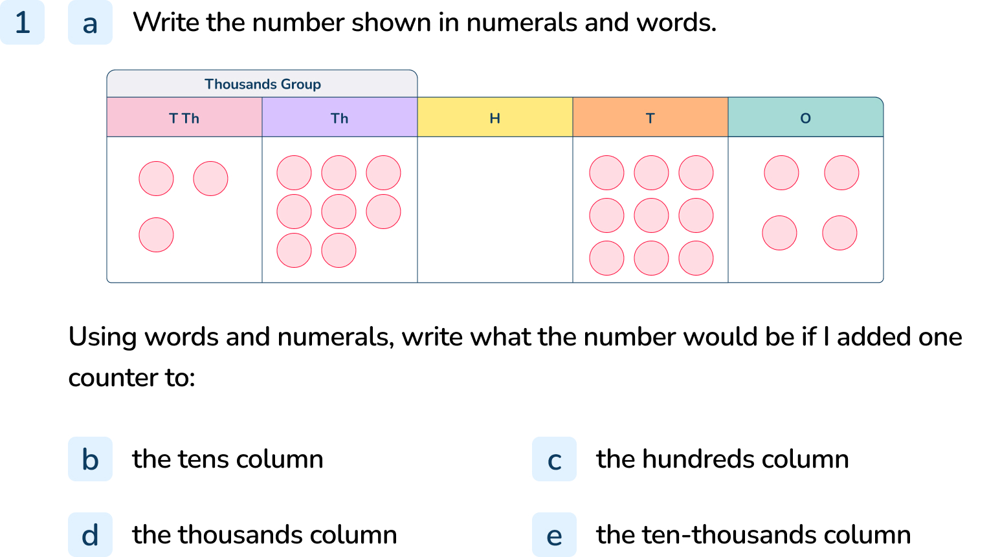 1 a Write the number shown in numerals and words.
Thousands Group
T Th Th H T O
Using words and numerals, write what the number would be if I added one
counter to:
b the tens column c the hundreds column
d the thousands column e the ten-thousands column